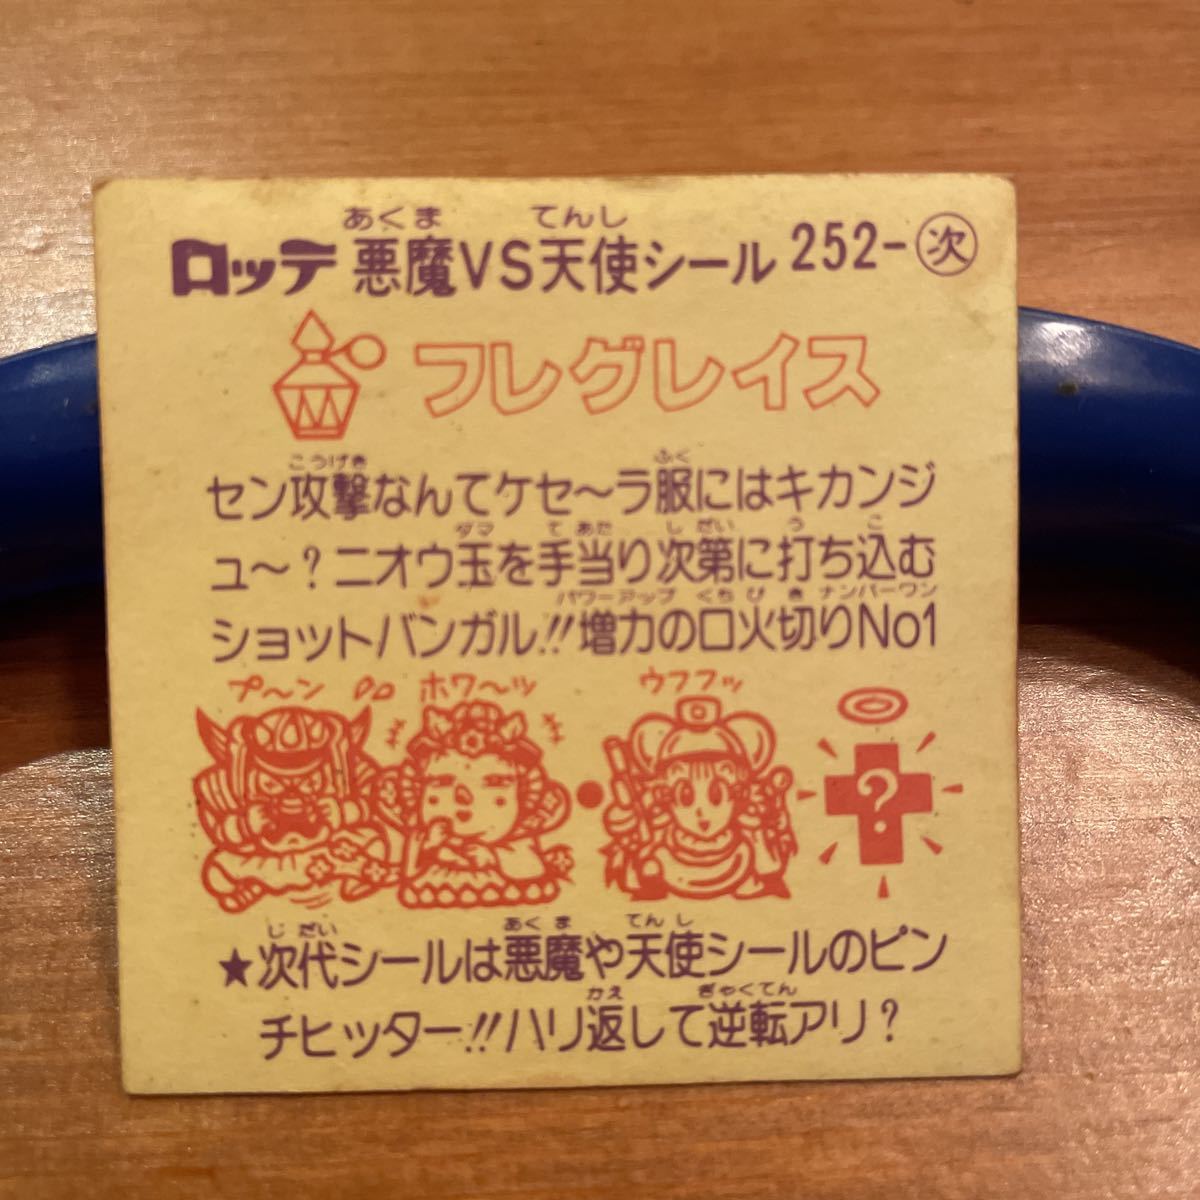 あくま てんし
ロッテ 悪魔VS天使シール 252-次
フレグレイス
こうげき ふく
セン攻撃なんてケセ〜ラ服にはキカンジ
ダマ て あた し だい う こ
ュ〜?ニオウ玉を手当り次第に打ち込む
パワーアップ くち び き ナンバーワン
ショットバンガル!!増力の口火切りNo1
プ〜ン ホワ〜ッ ウフフッ
?
じ だい あくま てんし
★次代シールは悪魔や天使シールのピン
かえ ぎゃくてん
チヒッター!!ハリ返して逆転アリ?